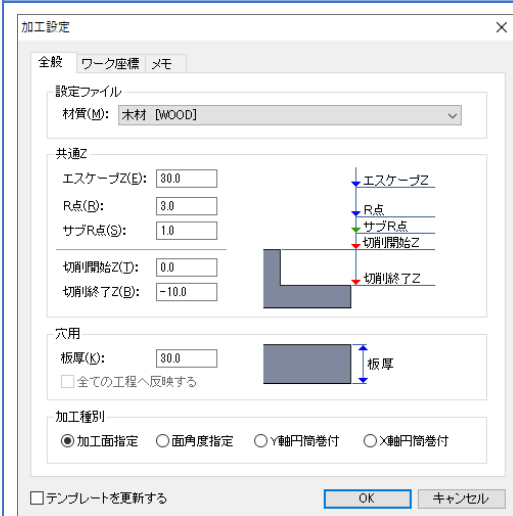 加工設定
全般 ワーク座標 メモ
設定ファイル
材質(M): 木材 [WOOD]
共通Z
エスケープZ(E): 30.0
R点(R): 3.0
サブR点(S): 1.0
切削開始Z(T): 0.0
切削終了Z(B): -10.0
エスケープZ
R点
サブR点
切削開始Z
切削終了Z
穴用
板厚(K): 30.0
全ての工程へ反映する
板厚
加工種別
加工面指定 面角度指定 Y軸円筒巻付 X軸円筒巻付
テンプレートを更新する OK キャンセル